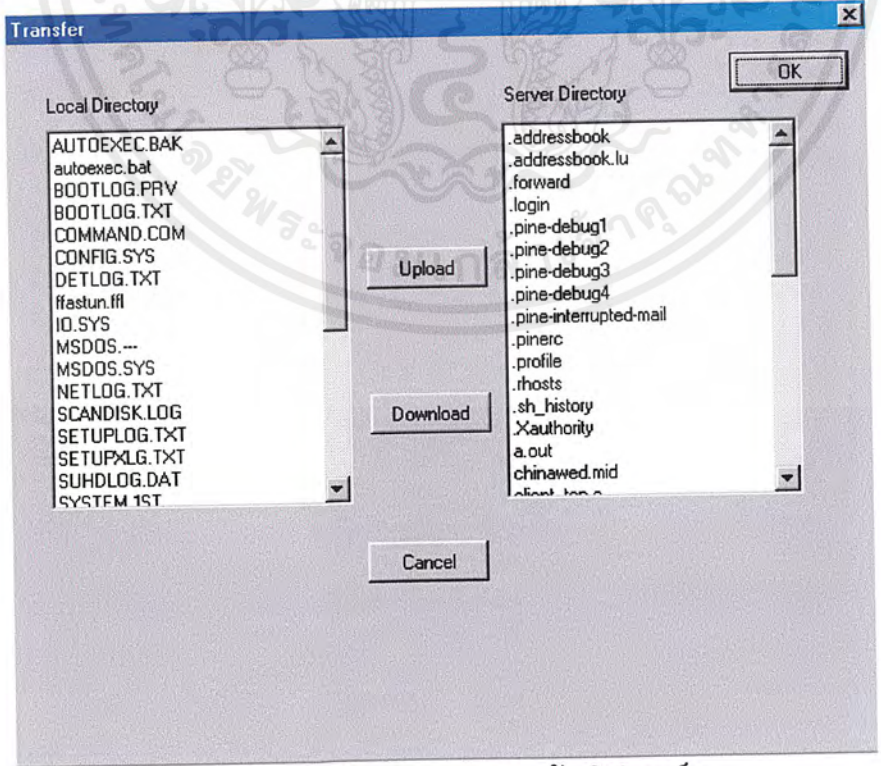 Transfer
OK
Local Directory
AUTOEXEC.BAK
autoexec.bat
BOOTLOG.PRV
BOOTLOG.TXT
COMMAND.COM
CONFIG.SYS
DETLOG.TXT
ffastun.ffl
IO.SYS
MSDOS.---
MSDOS.SYS
NETLOG.TXT
SCANDISK.LOG
SETUPLOG.TXT
SETUPXLG.TXT
SUHDLOG.DAT
SYSTEM.1ST
Upload
Download
Cancel
Server Directory
.addressbook
.addressbook.lu
.forward
.login
.pine-debug1
.pine-debug2
.pine-debug3
.pine-debug4
.pine-interrupted-mail
.pinerc
.profile
.rhosts
.sh_history
.Xauthority
a.out
chinawed.mid